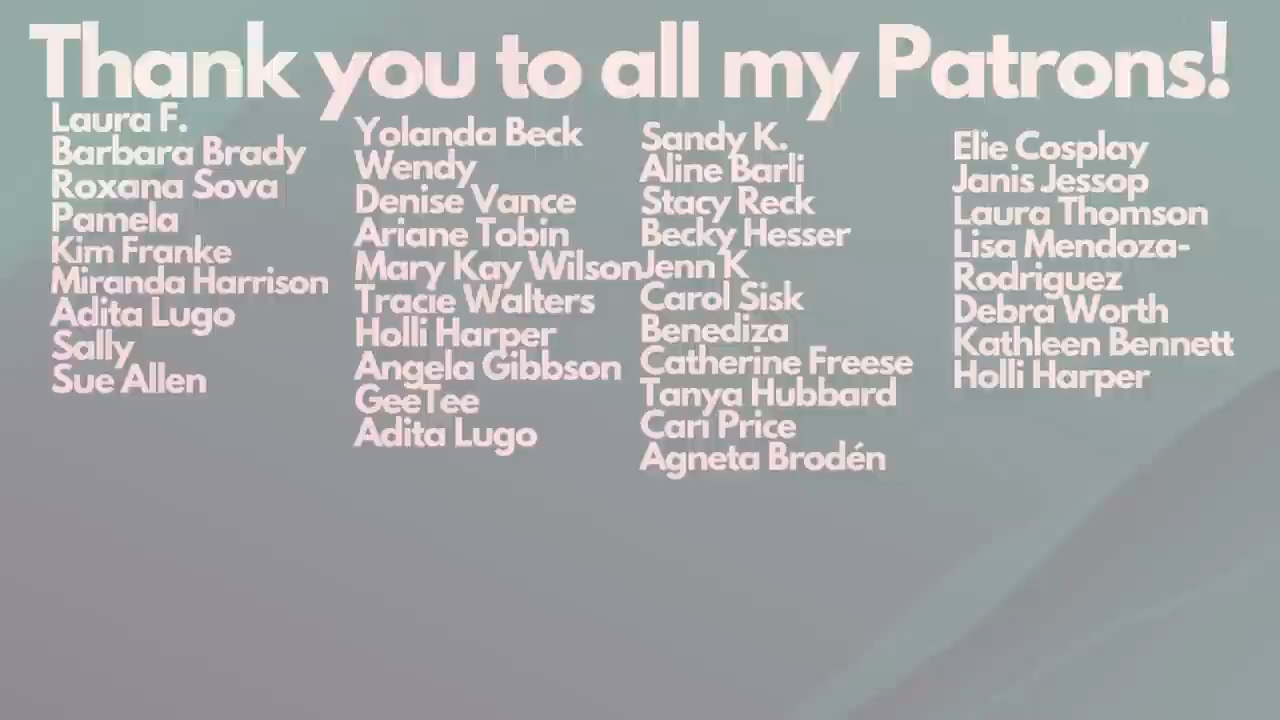 Thank you to all my Patrons!
Laura F.
Barbara Brady
Roxana Sova
Pamela
Kim Franke
Miranda Harrison
Adita Lugo
Sally
Sue Allen
Yolanda Beck
Wendy
Denise Vance
Ariane Tobin
Mary Kay Wilson
Tracie Walters
Holli Harper
Angela Gibbson
GeeTee
Adita Lugo
Sandy K.
Aline Barli
Stacy Reck
Becky Hesser
Jenn K
Carol Sisk
Benediza
Catherine Freese
Tanya Hubbard
Cari Price
Agneta Brodén
Elie Cosplay
Janis Jessop
Laura Thomson
Lisa Mendoza-
Rodriguez
Debra Worth
Kathleen Bennett
Holli Harper